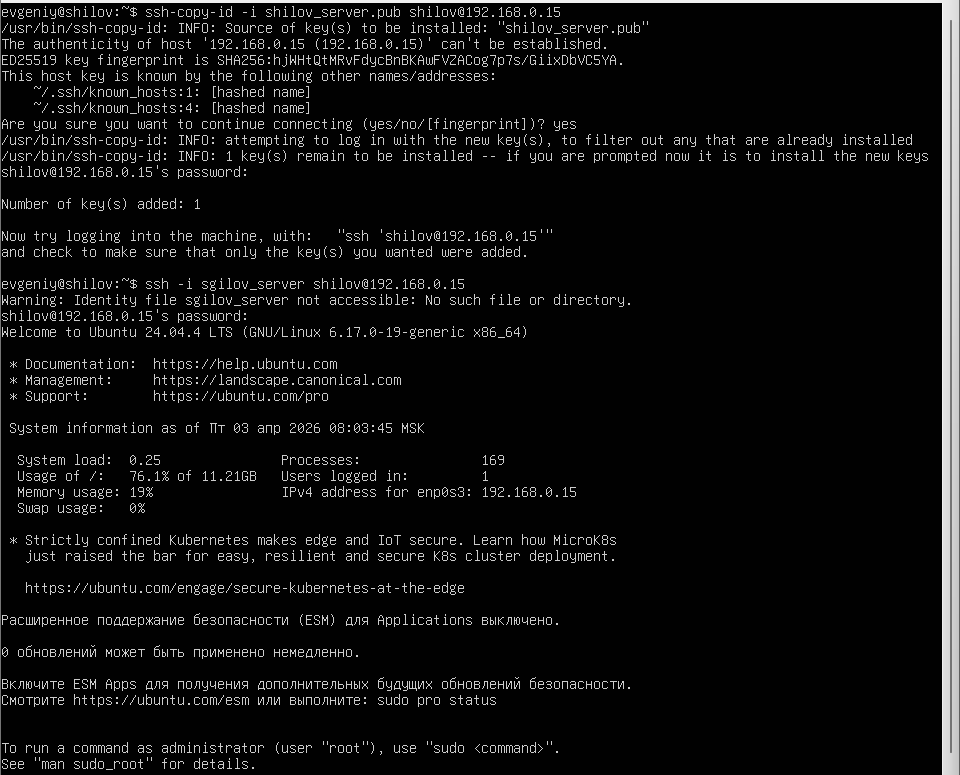 evgeniy@shilov:~$ ssh-copy-id -i shilov_server.pub shilov@192.168.0.15
/usr/bin/ssh-copy-id: INFO: Source of key(s) to be installed: "shilov_server.pub"
The authenticity of host '192.168.0.15 (192.168.0.15)' can't be established.
ED25519 key fingerprint is SHA256:hjWHtQtMRvFdycBnBKAwFVZACog7p7s/GiixDbVC5YA.
This host key is known by the following other names/addresses:
    ~/.ssh/known_hosts:1: [hashed name]
    ~/.ssh/known_hosts:4: [hashed name]
Are you sure you want to continue connecting (yes/no/[fingerprint])? yes
/usr/bin/ssh-copy-id: INFO: attempting to log in with the new key(s), to filter out any that are already installed
/usr/bin/ssh-copy-id: INFO: 1 key(s) remain to be installed -- if you are prompted now it is to install the new keys
shilov@192.168.0.15's password:

Number of key(s) added: 1

Now try logging into the machine, with:   "ssh 'shilov@192.168.0.15'"
and check to make sure that only the key(s) you wanted were added.

evgeniy@shilov:~$ ssh -i sgilov_server shilov@192.168.0.15
Warning: Identity file sgilov_server not accessible: No such file or directory.
shilov@192.168.0.15's password:
Welcome to Ubuntu 24.04.4 LTS (GNU/Linux 6.17.0-19-generic x86_64)

 * Documentation:  https://help.ubuntu.com
 * Management:     https://landscape.canonical.com
 * Support:        https://ubuntu.com/pro

 System information as of Пт 03 апр 2026 08:03:45 MSK

  System load:  0.25               Processes:               169
  Usage of /:   76.1% of 11.21GB   Users logged in:         1
  Memory usage: 19%                IPv4 address for enp0s3: 192.168.0.15
  Swap usage:   0%

 * Strictly confined Kubernetes makes edge and IoT secure. Learn how MicroK8s
   just raised the bar for easy, resilient and secure K8s cluster deployment.

   https://ubuntu.com/engage/secure-kubernetes-at-the-edge

Расширенное поддержание безопасности (ESM) для Applications выключено.

0 обновлений может быть применено немедленно.

Включите ESM Apps для получения дополнительных будущих обновлений безопасности.
Смотрите https://ubuntu.com/esm или выполните: sudo pro status


To run a command as administrator (user "root"), use "sudo <command>".
See "man sudo_root" for details.